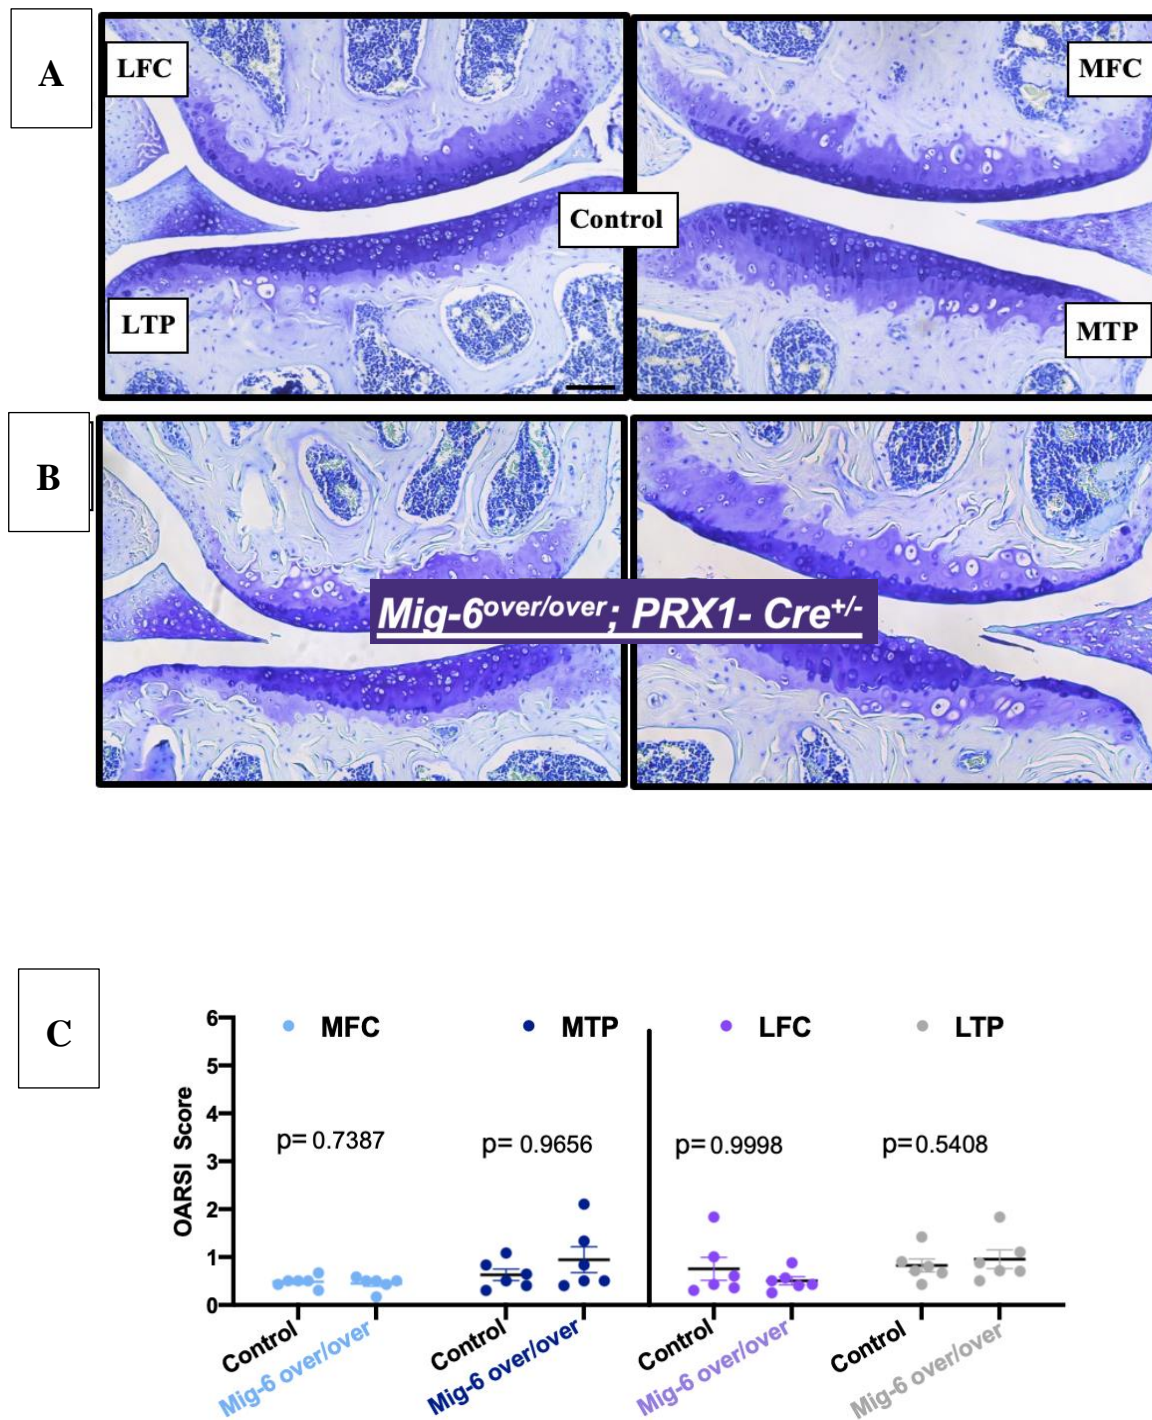 A
LFC
MFC
Control
LTP
MTP
B
Mig-6over/over; PRX1- Cre+/-
C
MFC
MTP
LFC
LTP
OARSI Score
6
5
4
3
2
1
0
p= 0.7387
p= 0.9656
p= 0.9998
p= 0.5408
Control
Mig-6 over/over
Control
Mig-6 over/over
Control
Mig-6 over/over
Control
Mig-6 over/over